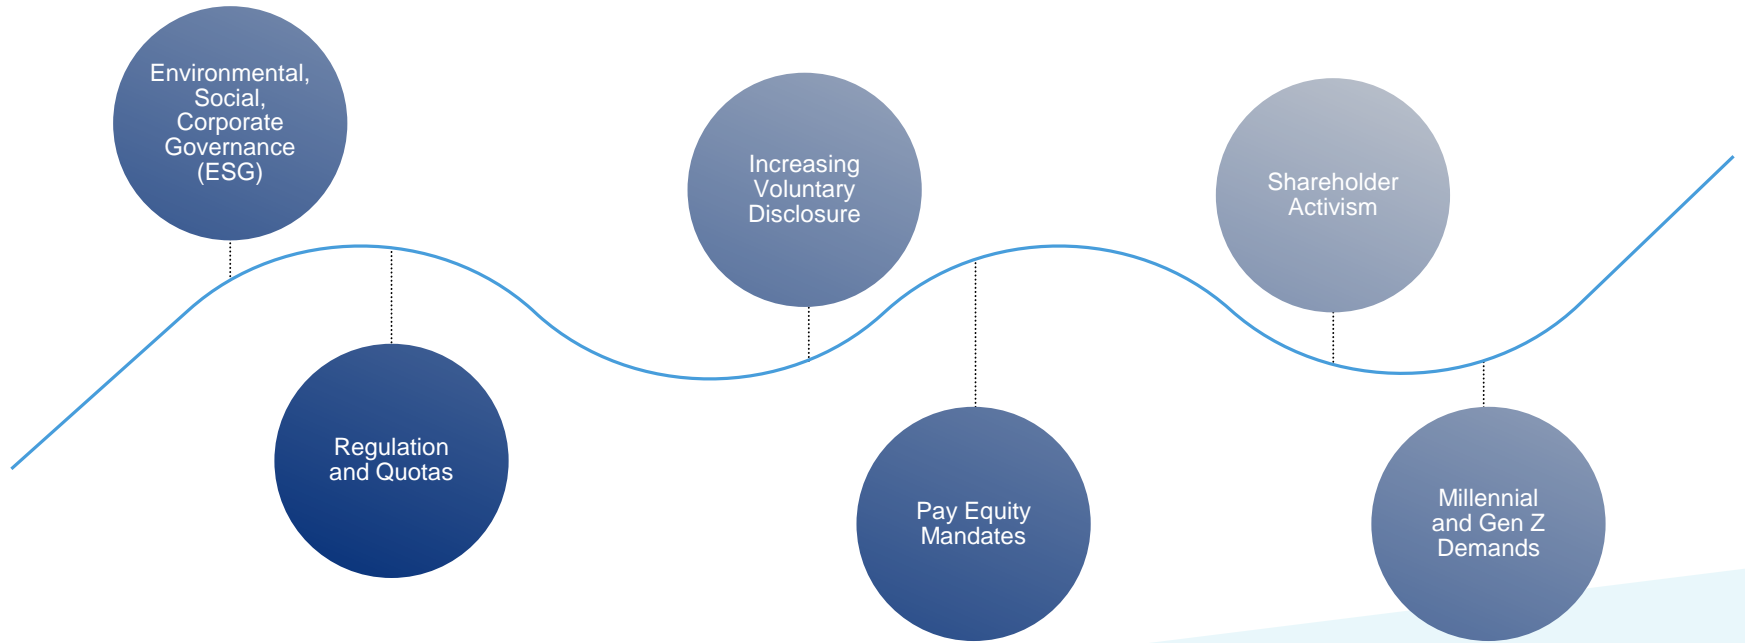 Environmental,
Social,
Corporate
Governance
(ESG)
Regulation
and Quotas
Increasing
Voluntary
Disclosure
Pay Equity
Mandates
Shareholder
Activism
Millennial
and Gen Z
Demands